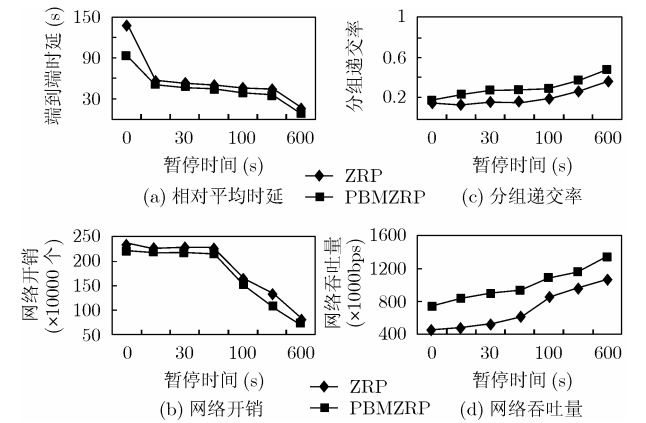 端到端时延 (s)
150
90
30
0 30 100 600
暂停时间 (s)
(a) 相对平均时延
分组递交率
1
0.6
0.2
0 30 100 600
暂停时间 (s)
(c) 分组递交率
ZRP
PBMZRP
网络开销
(×10000 个)
250
200
150
100
50
0 30 100 600
暂停时间 (s)
(b) 网络开销
网络吞吐量
(×1000bps)
1600
1200
800
400
0 30 100 600
暂停时间 (s)
(d) 网络吞吐量
ZRP
PBMZRP